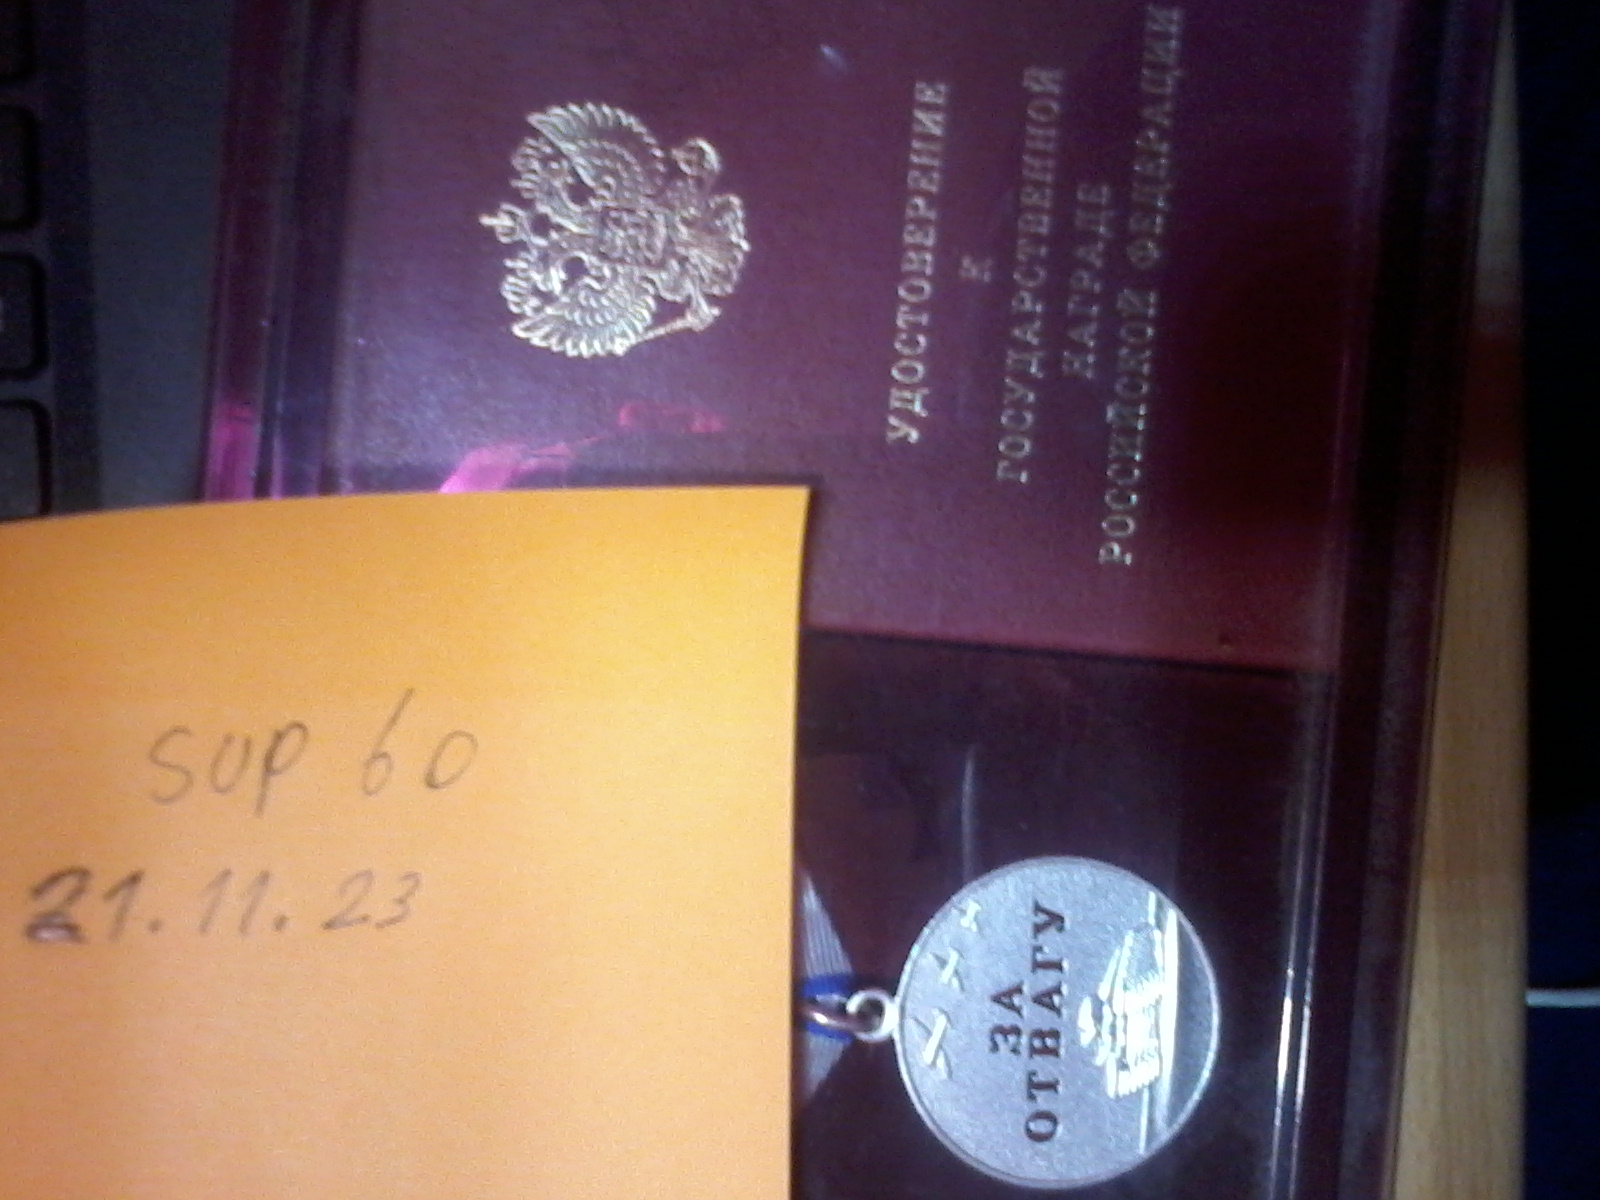 УДОСТОВЕРЕНИЕ
К
ГОСУДАРСТВЕННОЙ
НАГРАДЕ
РОССИЙСКОЙ ФЕДЕРАЦИИ
sup 60
21.11.23
ЗА
ОТВАГУ